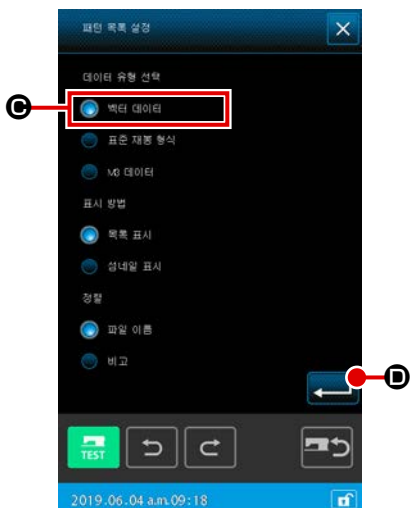 패턴 목록 설정
데이터 유형 선택
C
벡터 데이터
표준 재봉 형식
M3 데이터
표시 방법
목록 표시
섬네일 표시
정렬
파일 이름
비고
D
TEST
2019.06.04 a.m.09:18